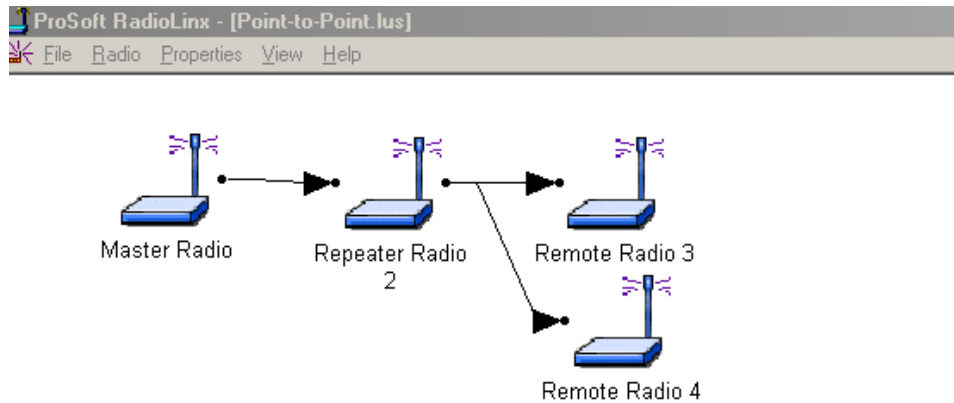 ProSoft RadioLinx - [Point-to-Point.lus]
File Radio Properties View Help
Master Radio
Repeater Radio
2
Remote Radio 3
Remote Radio 4